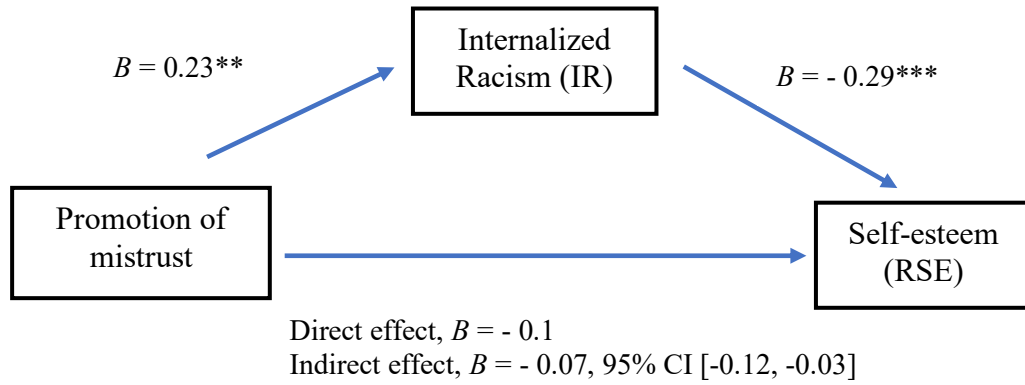 Internalized
Racism (IR)
B = 0.23**
B = - 0.29***
Promotion of
mistrust
Self-esteem
(RSE)
Direct effect, B = - 0.1
Indirect effect, B = - 0.07, 95% CI [-0.12, -0.03]